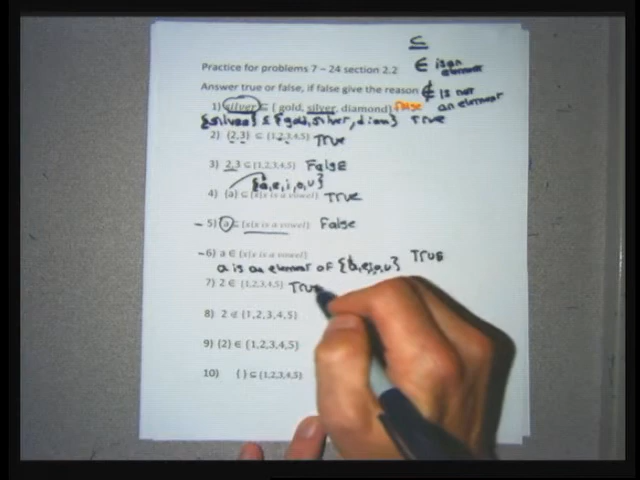 ⊆
Practice for problems 7 – 24 section 2.2
∈ is an element
Answer true or false, if false give the reason
∉ is not an element
1) silver ⊆ { gold, silver, diamond} False
{silver} ⊆ {gold, silver, diam} True
2) {2,3} ⊆ {1,2,3,4,5} True
3) 2,3 ⊆ {1,2,3,4,5} False
{a,e,i,o,u}
4) {a} ⊆ {x|x is a vowel} True
5) a ⊆ {x|x is a vowel} False
6) a ∈ {x|x is a vowel} True
a is an element of {a,e,i,o,u}
7) 2 ∈ {1,2,3,4,5} True
8) 2 ∉ {1,2,3,4,5}
9) {2} ∈ {1,2,3,4,5}
10) { } ⊆ {1,2,3,4,5}